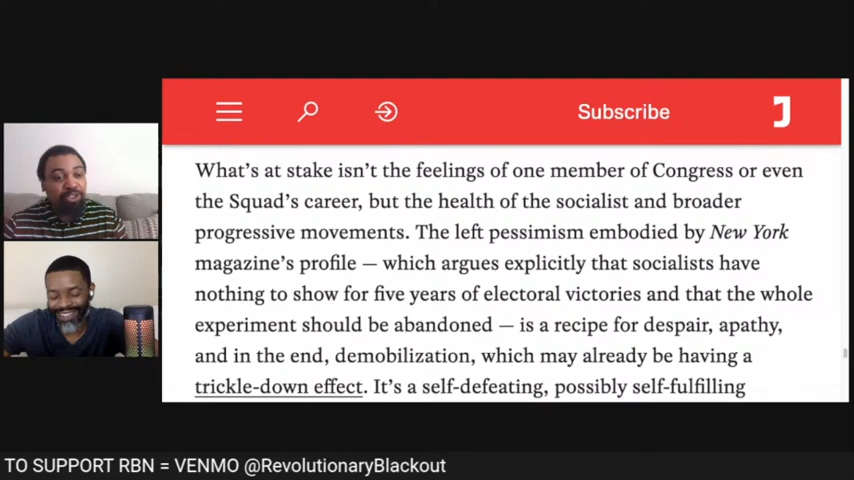 Subscribe
J
What's at stake isn't the feelings of one member of Congress or even
the Squad's career, but the health of the socialist and broader
progressive movements. The left pessimism embodied by New York
magazine's profile — which argues explicitly that socialists have
nothing to show for five years of electoral victories and that the whole
experiment should be abandoned — is a recipe for despair, apathy,
and in the end, demobilization, which may already be having a
trickle-down effect. It's a self-defeating, possibly self-fulfilling
TO SUPPORT RBN = VENMO @RevolutionaryBlackout